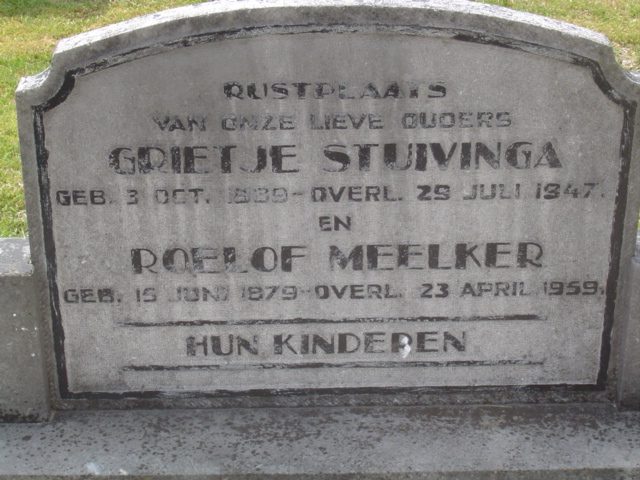 RUSTPLAATS
VAN ONZE LIEVE OUDERS
GRIETJE STUIVINGA
GEB. 3 OCT. OVERL. 29 JULI 1947.
EN
ROELOF MEELKER
GEB. 15 JUNI 1879-OVERL. 23 APRIL 1959.
HUN KINDEREN